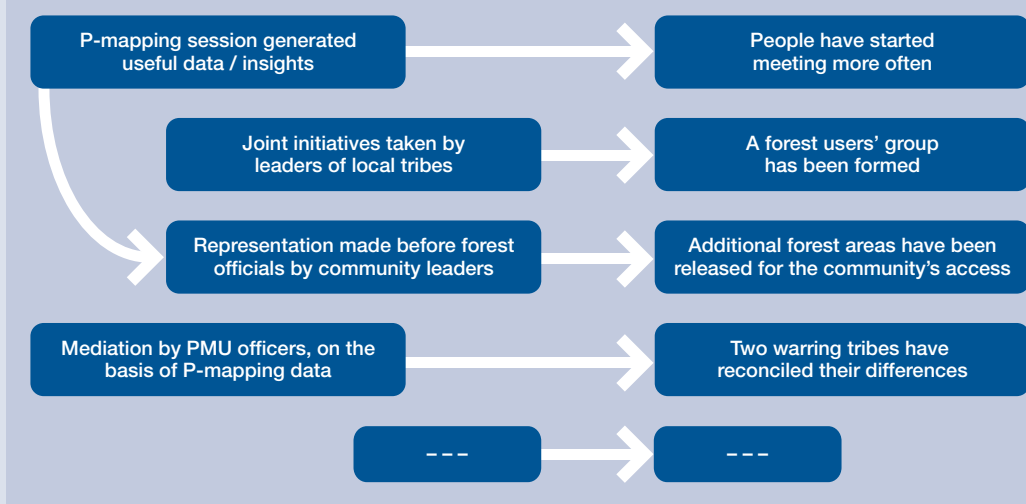 P-mapping session generated
useful data / insights
People have started
meeting more often
Joint initiatives taken by
leaders of local tribes
A forest users’ group
has been formed
Representation made before forest
officials by community leaders
Additional forest areas have been
released for the community’s access
Mediation by PMU officers, on the
basis of P-mapping data
Two warring tribes have
reconciled their differences
– – –
– – –